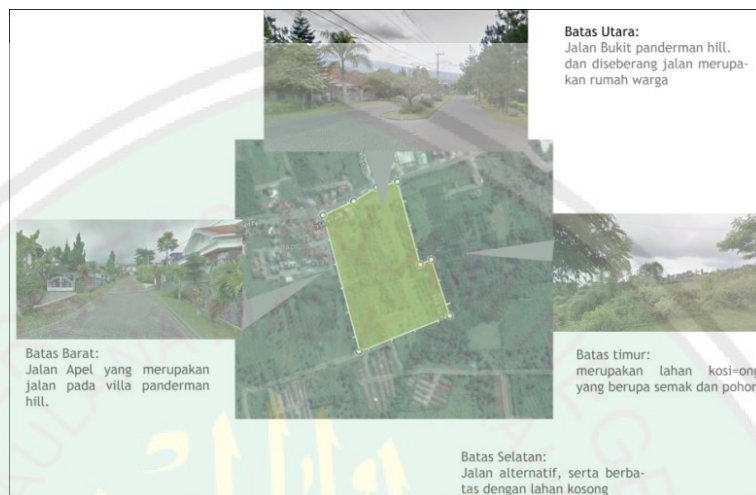 Batas Utara:
Jalan Bukit panderman hill.
dan diseberang jalan merupa-
kan rumah warga
Batas Barat:
Jalan Apel yang merupakan
jalan pada villa panderman
hill.
Batas timur:
merupakan lahan kosi=ong
yang berupa semak dan pohon
Batas Selatan:
Jalan alternatif, serta berba-
tas dengan lahan kosong